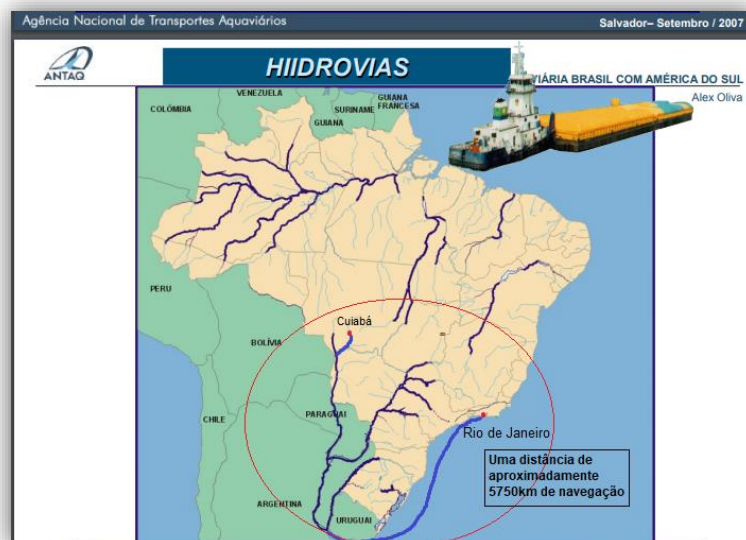 Agência Nacional de Transportes Aquaviários
Salvador– Setembro / 2007
ANTAQ
HIIDROVIAS
VIÁRIA BRASIL COM AMÉRICA DO SUL
Alex Oliva
VENEZUELA
GUIANA
FRANCESA
COLÔMBIA
SURINAME
GUIANA
PERU
Cuiabá
BOLÍVIA
CHILE
PARAGUAI
Rio de Janeiro
Uma distância de
aproximadamente
5750km de navegação
ARGENTINA
URUGUAI